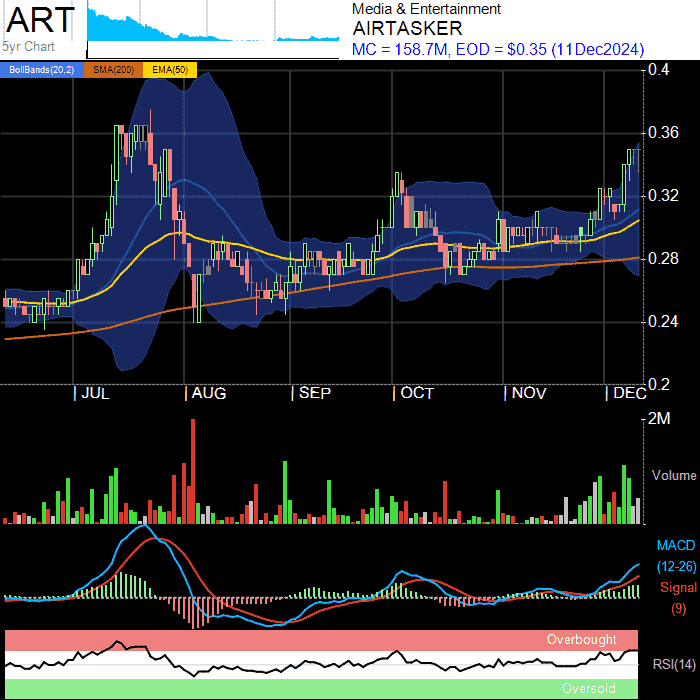 ART
5yr Chart
Media & Entertainment
AIRTASKER
MC = 158.7M, EOD = $0.35 (11Dec2024)
BollBands(20,2) SMA(200) EMA(50)
0.4
0.36
0.32
0.28
0.24
0.2
| JUL | AUG | SEP | OCT | NOV | DEC
2M
Volume
MACD
(12-26)
Signal
(9)
Overbought
RSI(14)
Oversold